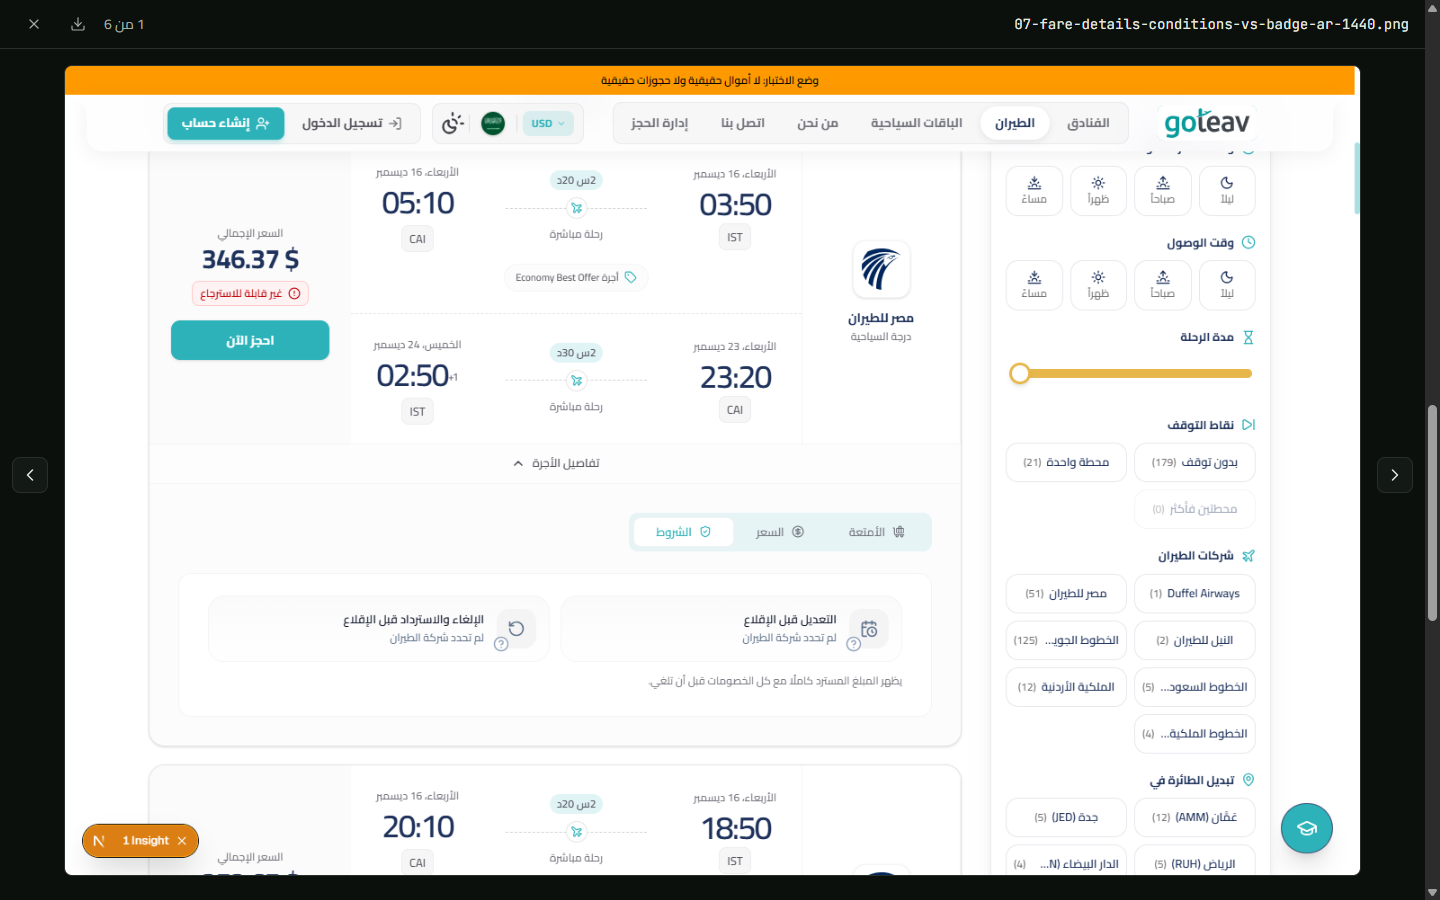 1 من 6
07-fare-details-conditions-vs-badge-ar-1440.png
وضع الاختبار: لا أموال حقيقية ولا حجوزات حقيقية
goteav
الفنادق
الطيران
الباقات السياحية
من نحن
اتصل بنا
إدارة الحجز
USD
تسجيل الدخول
إنشاء حساب
ليلاً
صباحاً
ظهراً
مساءً
وقت الوصول
ليلاً
صباحاً
ظهراً
مساءً
مدة الرحلة
نقاط التوقف
بدون توقف (179)
محطة واحدة (21)
محطتين فأكثر (0)
شركات الطيران
Duffel Airways (1)
مصر للطيران (51)
النيل للطيران (2)
الخطوط الجويـ... (125)
الخطوط السعود... (5)
الملكية الأردنية (12)
الخطوط الملكية... (4)
تبديل الطائرة في
عَمَّان (AMM) (12)
جدة (JED) (5)
الرياض (RUH) (5)
الدار البيضاء (N... (4)
مصر للطيران
درجة السياحية
الأربعاء، 16 ديسمبر
03:50
IST
2س 20د
رحلة مباشرة
الأربعاء، 16 ديسمبر
05:10
CAI
أجرة Economy Best Offer
الأربعاء، 23 ديسمبر
23:20
CAI
2س 30د
رحلة مباشرة
الخميس، 24 ديسمبر
02:50+1
IST
السعر الإجمالي
346.37 $
غير قابلة للاسترجاع
احجز الآن
تفاصيل الأجرة
الأمتعة
السعر
الشروط
التعديل قبل الإقلاع
لم تحدد شركة الطيران
الإلغاء والاسترداد قبل الإقلاع
لم تحدد شركة الطيران
يظهر المبلغ المسترد كاملًا مع كل الخصومات قبل أن تلغي.
الأربعاء، 16 ديسمبر
18:50
IST
2س 20د
رحلة مباشرة
الأربعاء، 16 ديسمبر
20:10
CAI
السعر الإجمالي
N 1 Insight